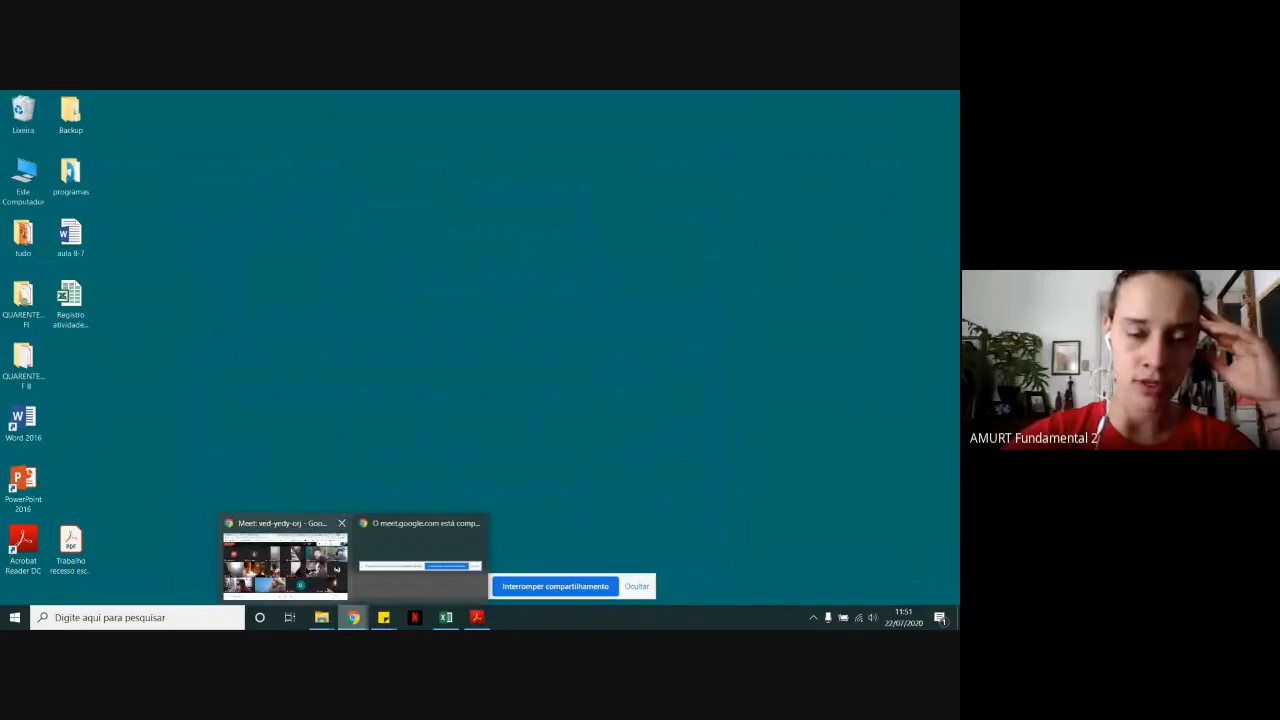 Lixeira
Backup
Este
Computador
programas
tudo
aula 8-7
QUARENTE...
FI
Registro
atividade...
QUARENTE...
F II
Word 2016
PowerPoint
2016
Acrobat
Reader DC
Trabalho
recesso esc...
Meet: ved-yedy-orj - Goo...
O meet.google.com está comp...
Interromper compartilhamento
Ocultar
Digite aqui para pesquisar
11:51
22/07/2020
AMURT Fundamental 2